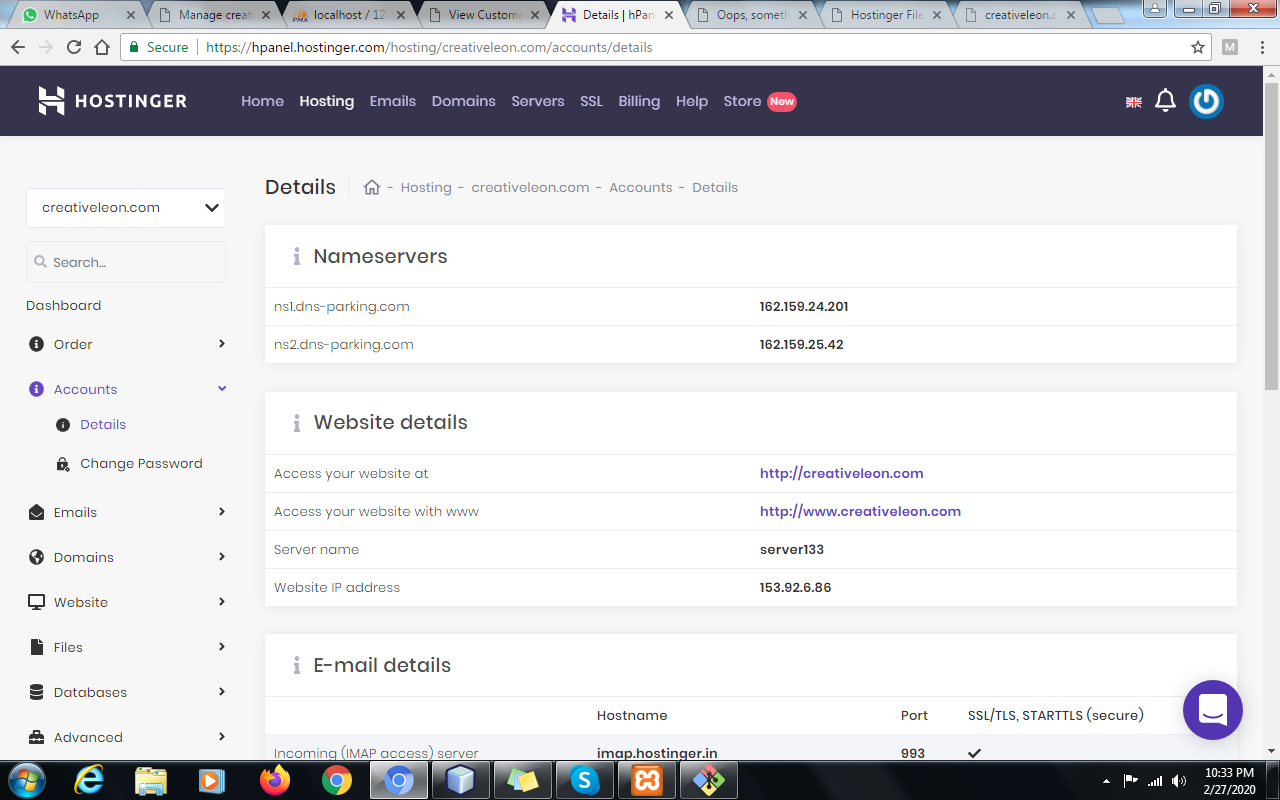 WhatsApp
Manage creati
localhost / 12
View Custome
Details | hPan
Oops, someth
Hostinger File
creativeleon.c
Secure
https://hpanel.hostinger.com/hosting/creativeleon.com/accounts/details
M
HOSTINGER
Home Hosting Emails Domains Servers SSL Billing Help Store New
Details - Hosting - creativeleon.com - Accounts - Details
creativeleon.com
Search...
Dashboard
Order
Accounts
Details
Change Password
Emails
Domains
Website
Files
Databases
Advanced
Nameservers
ns1.dns-parking.com 162.159.24.201
ns2.dns-parking.com 162.159.25.42
Website details
Access your website at http://creativeleon.com
Access your website with www http://www.creativeleon.com
Server name server133
Website IP address 153.92.6.86
E-mail details
Hostname Port SSL/TLS, STARTTLS (secure)
Incoming (IMAP access) server imap.hostinger.in 993
10:33 PM
2/27/2020